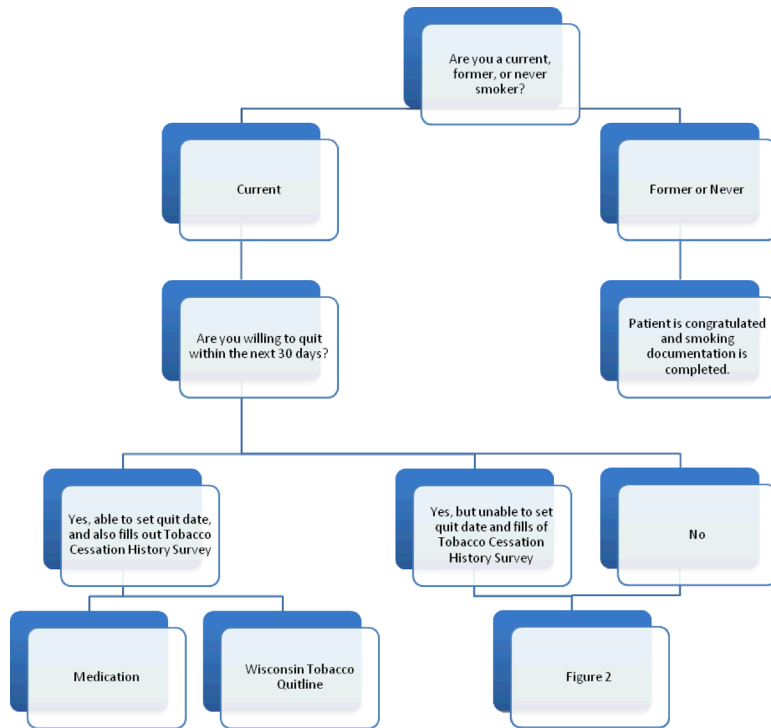 Are you a current,
former, or never
smoker?
Current
Former or Never
Are you willing to quit
within the next 30 days?
Patient is congratulated
and smoking
documentation is
completed.
Yes, able to set quit date,
and also fills out Tobacco
Cessation History Survey
Yes, but unable to set
quit date and fills of
Tobacco Cessation
History Survey
No
Medication
Wisconsin Tobacco
Quitline
Figure 2